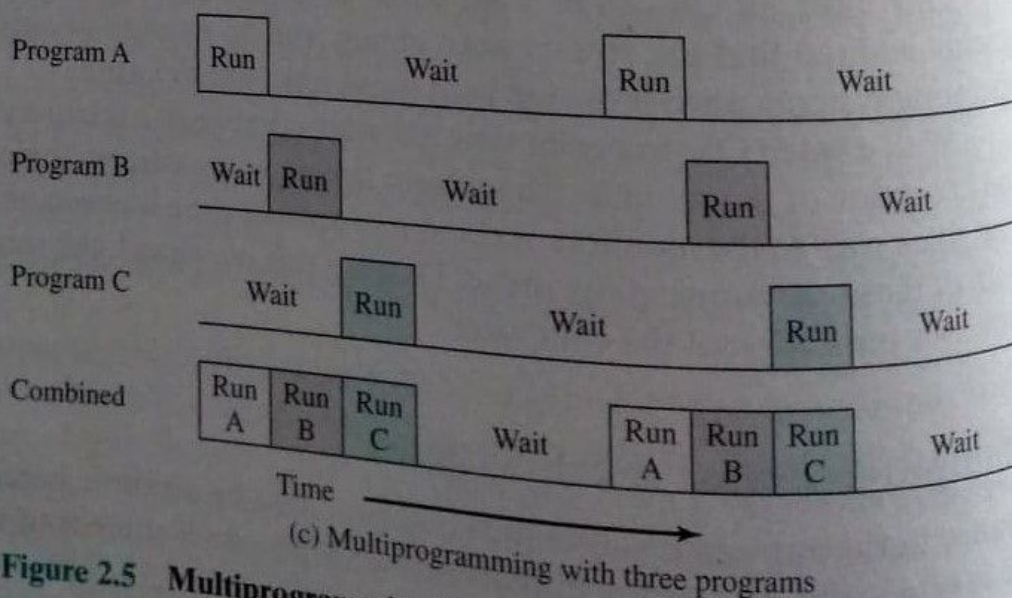 Program A Run Wait Run Wait
Program B Wait Run Wait Run Wait
Program C Wait Run Wait Run Wait
Combined Run A Run B Run C Wait Run A Run B Run C Wait
Time
(c) Multiprogramming with three programs
Figure 2.5